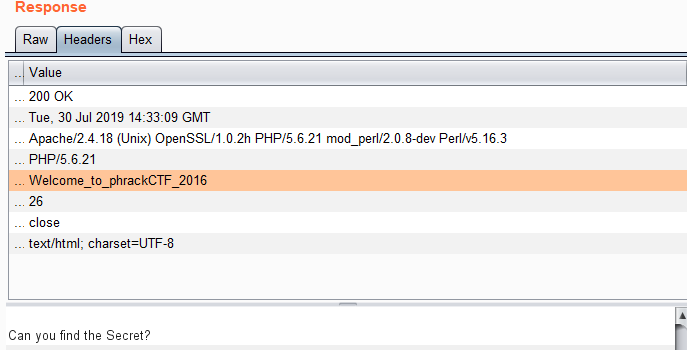 Response
Raw Headers Hex
... Value
... 200 OK
... Tue, 30 Jul 2019 14:33:09 GMT
... Apache/2.4.18 (Unix) OpenSSL/1.0.2h PHP/5.6.21 mod_perl/2.0.8-dev Perl/v5.16.3
... PHP/5.6.21
... Welcome_to_phrackCTF_2016
... 26
... close
... text/html; charset=UTF-8
Can you find the Secret?